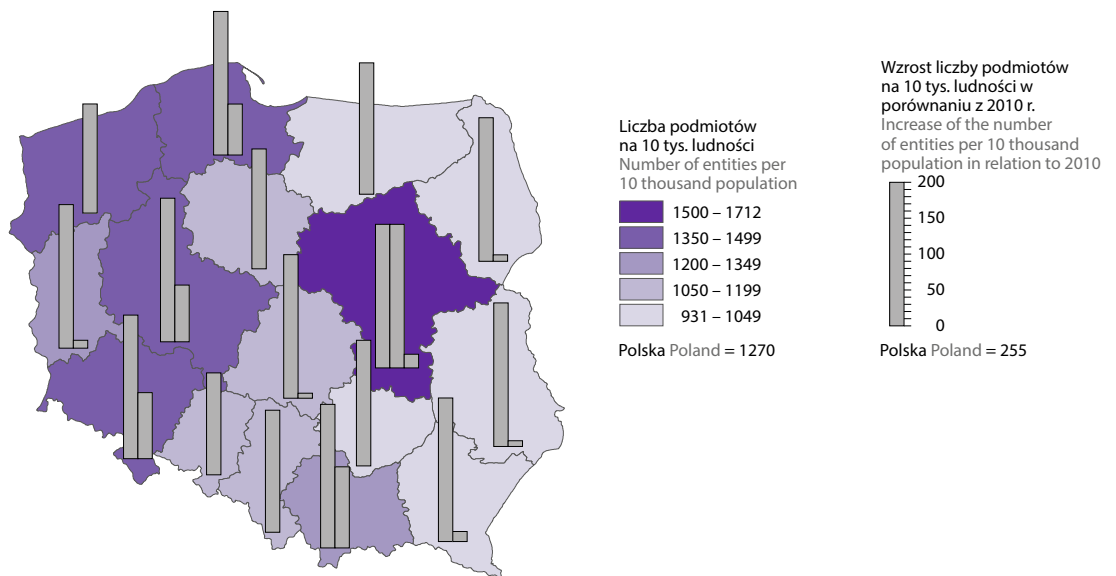 Liczba podmiotów
na 10 tys. ludności
Number of entities per
10 thousand population
1500 – 1712
1350 – 1499
1200 – 1349
1050 – 1199
931 – 1049
Polska Poland = 1270
Wzrost liczby podmiotów
na 10 tys. ludności w
porównaniu z 2010 r.
Increase of the number
of entities per 10 thousand
population in relation to 2010
200
150
100
50
0
Polska Poland = 255